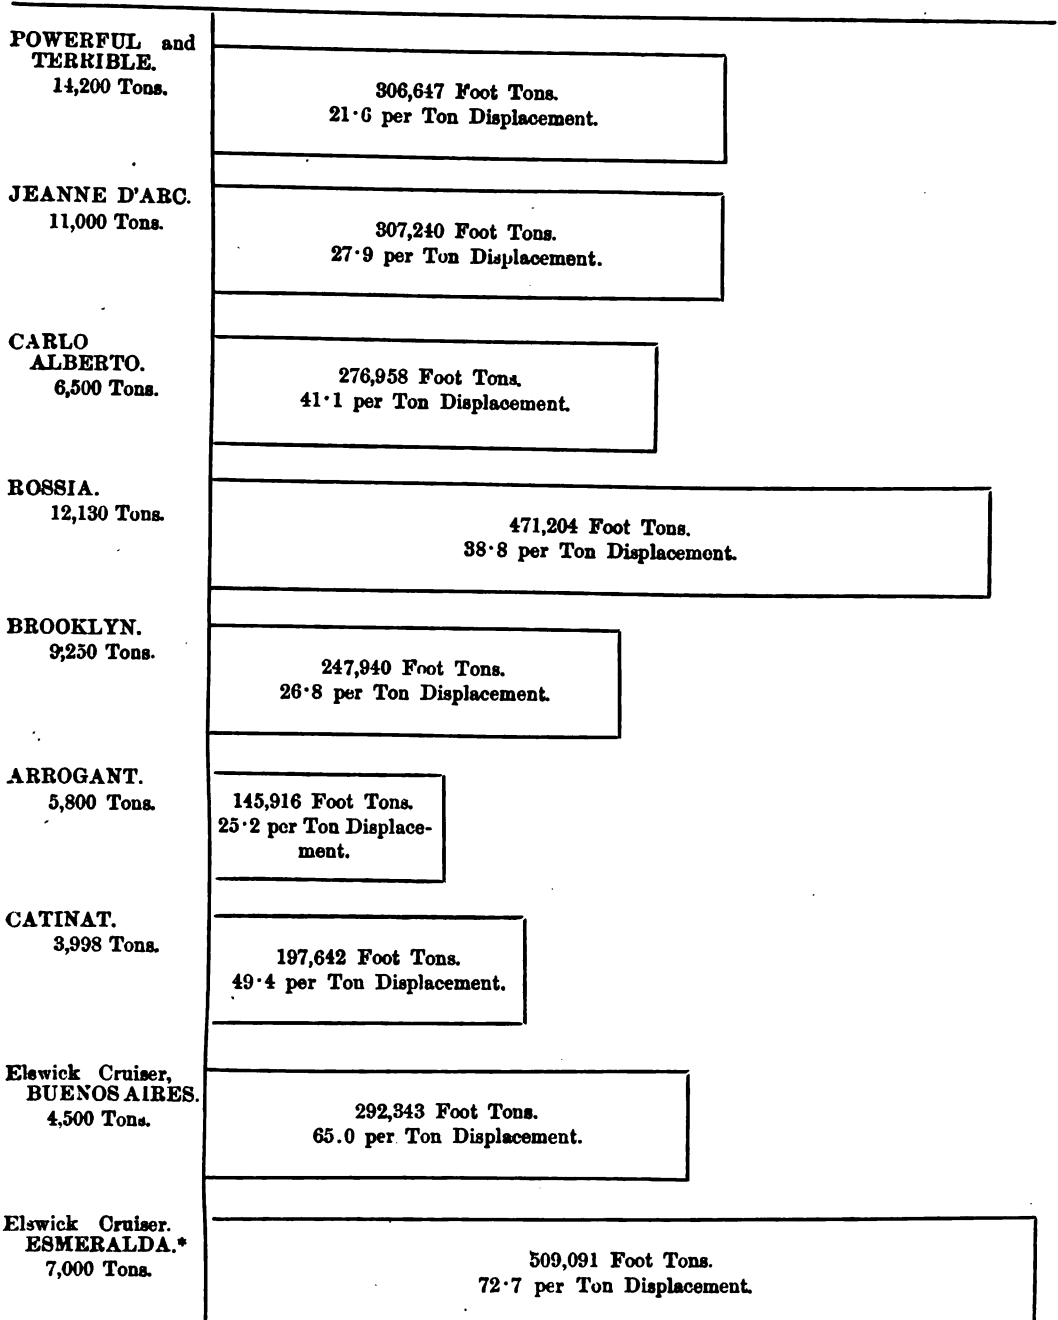 POWERFUL and
TERRIBLE.
14,200 Tons.
306,647 Foot Tons.
21·6 per Ton Displacement.
JEANNE D'ARC.
11,000 Tons.
307,240 Foot Tons.
27·9 per Ton Displacement.
CARLO
ALBERTO.
6,500 Tons.
276,958 Foot Tons.
41·1 per Ton Displacement.
ROSSIA.
12,130 Tons.
471,204 Foot Tons.
38·8 per Ton Displacement.
BROOKLYN.
9,250 Tons.
247,940 Foot Tons.
26·8 per Ton Displacement.
ARROGANT.
5,800 Tons.
145,916 Foot Tons.
25·2 per Ton Displace-
ment.
CATINAT.
3,998 Tons.
197,642 Foot Tons.
49·4 per Ton Displacement.
Elswick Cruiser,
BUENOS AIRES.
4,500 Tons.
292,343 Foot Tons.
65.0 per Ton Displacement.
Elswick Cruiser.
ESMERALDA.*
7,000 Tons.
509,091 Foot Tons.
72·7 per Ton Displacement.